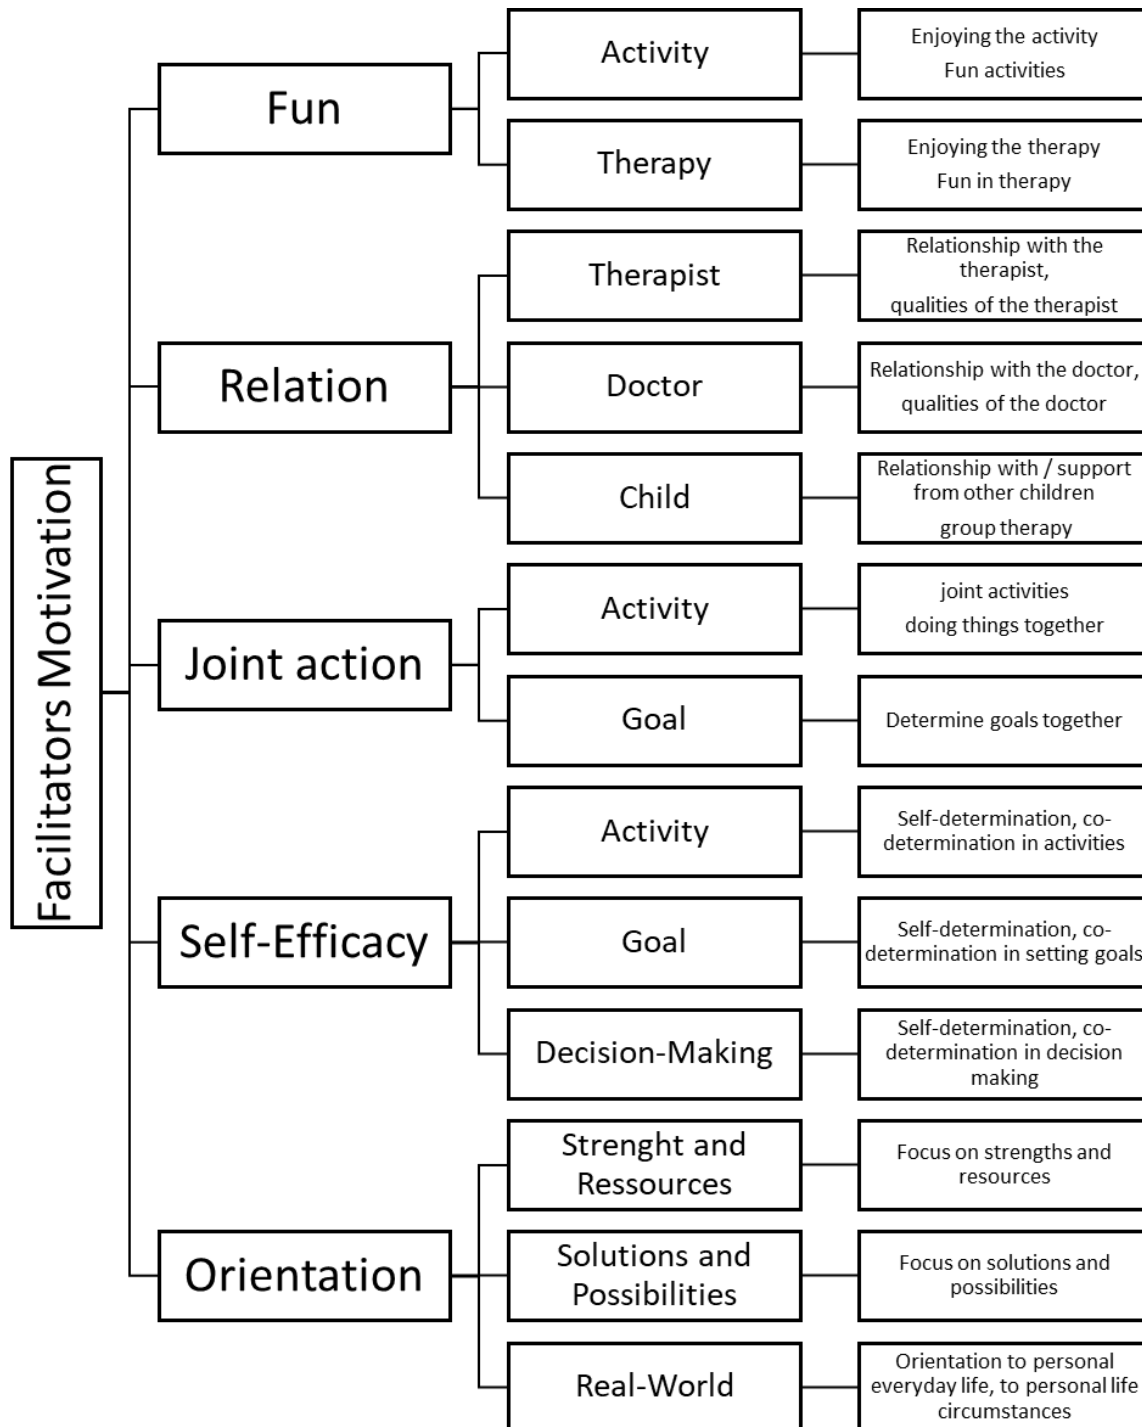 Facilitators Motivation
Fun
Activity
Enjoying the activity
Fun activities
Therapy
Enjoying the therapy
Fun in therapy
Relation
Therapist
Relationship with the
therapist,
qualities of the therapist
Doctor
Relationship with the doctor,
qualities of the doctor
Child
Relationship with / support
from other children
group therapy
Joint action
Activity
joint activities
doing things together
Goal
Determine goals together
Self-Efficacy
Activity
Self-determination, co-
determination in activities
Goal
Self-determination, co-
determination in setting goals
Decision-Making
Self-determination, co-
determination in decision
making
Orientation
Strenght and
Ressources
Focus on strengths and
resources
Solutions and
Possibilities
Focus on solutions and
possibilities
Real-World
Orientation to personal
everyday life, to personal life
circumstances